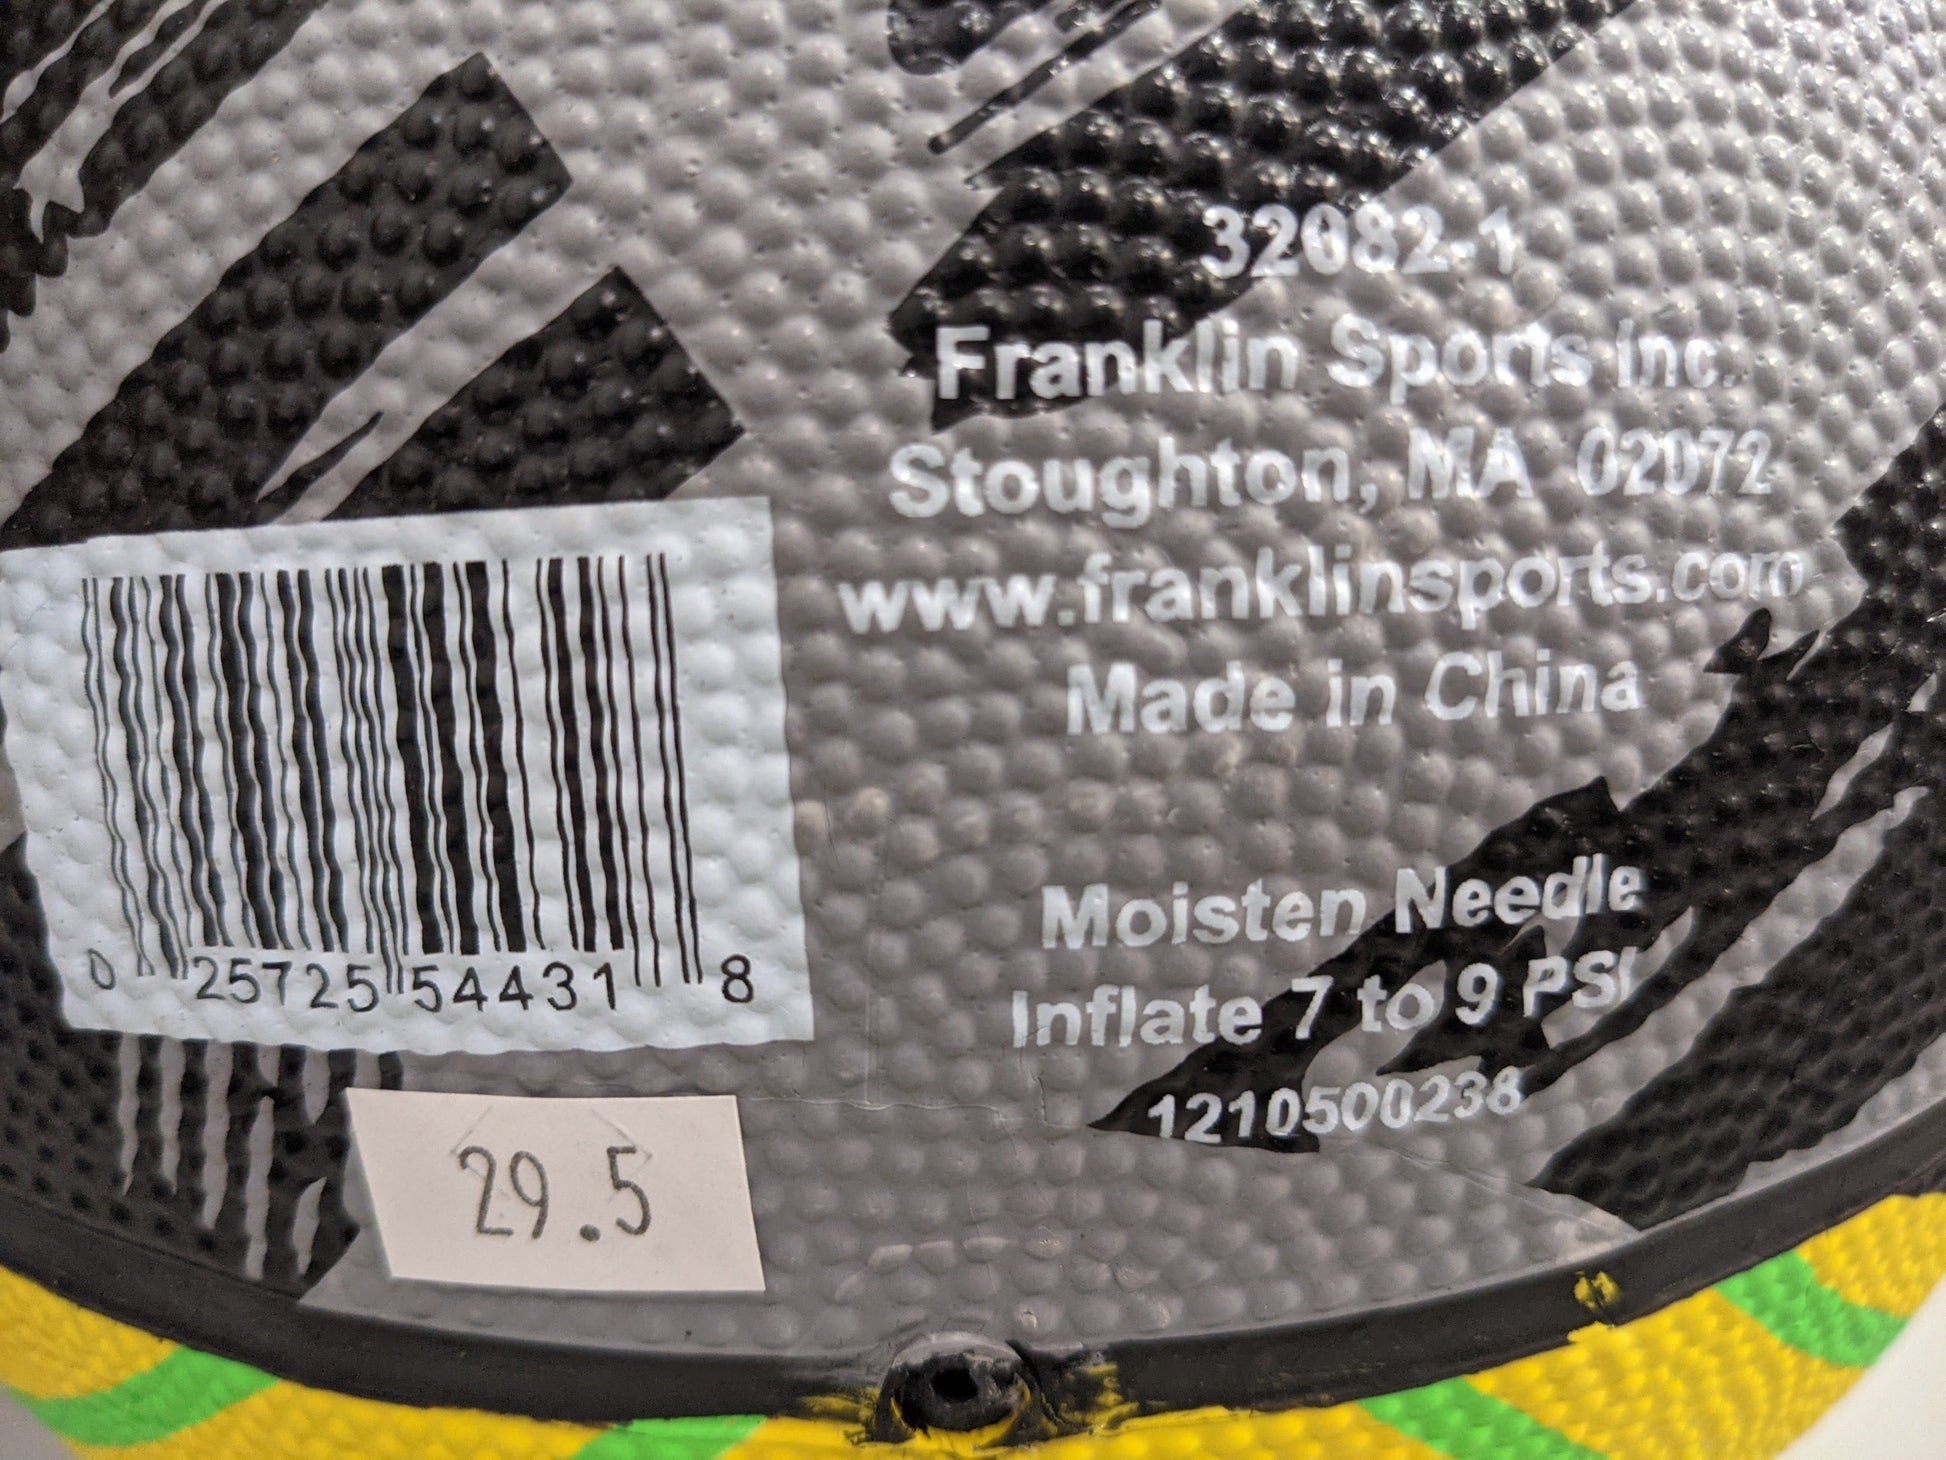 32082-1
Franklin Sports Inc.
Stoughton, MA 02072
www.franklinsports.com
Made in China
Moisten Needle
Inflate 7 to 9 PSI
1210500238
0 25725 54431 8
29.5